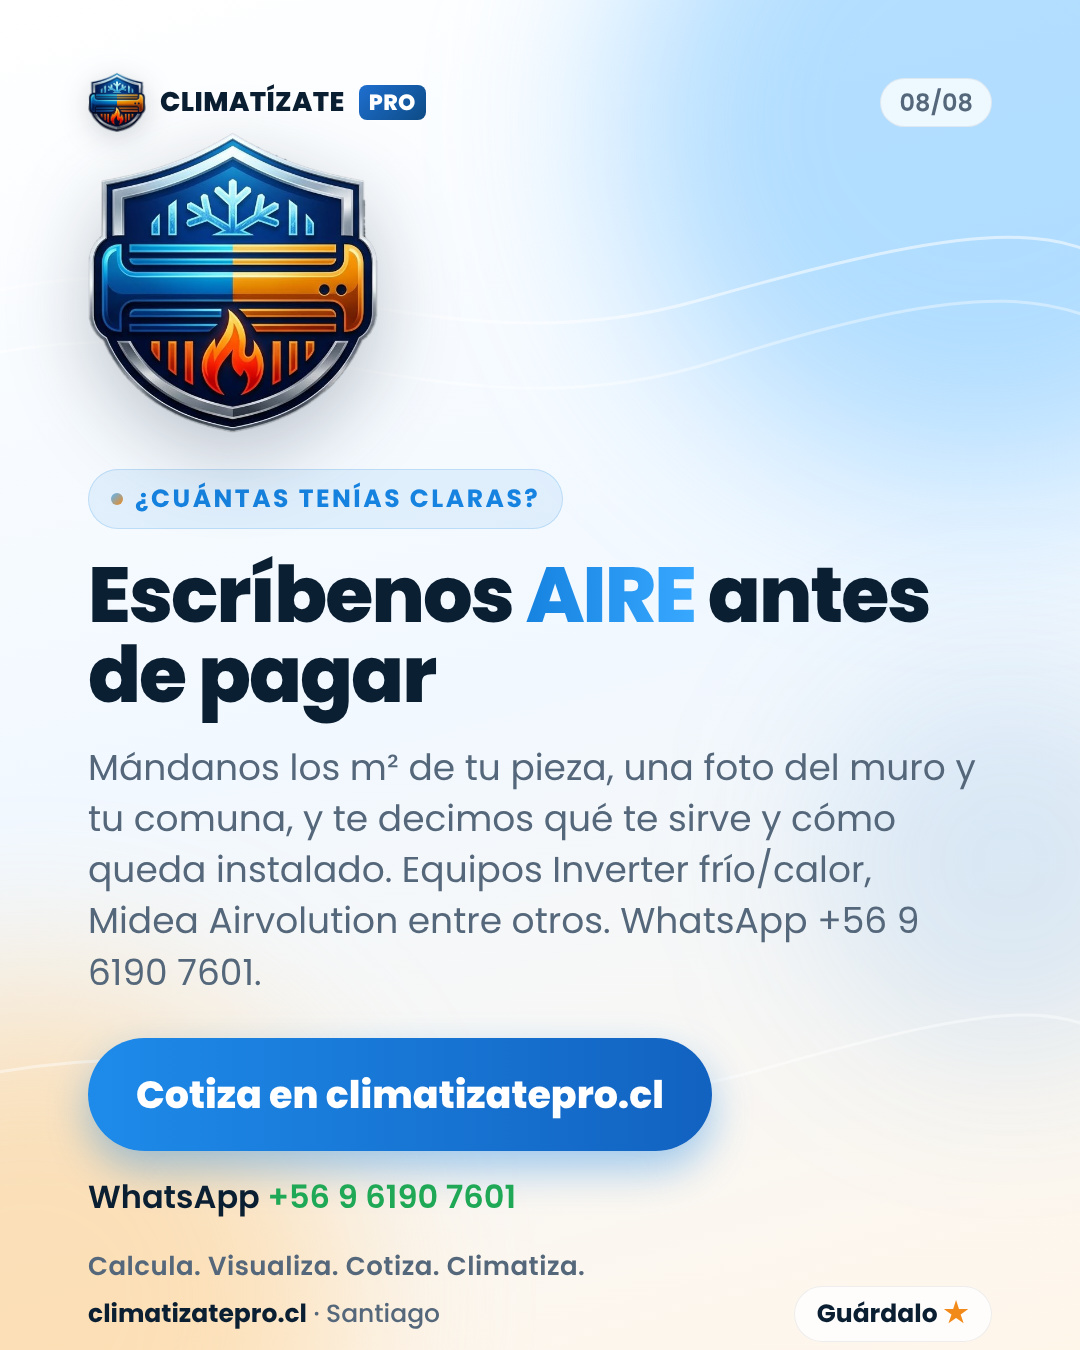 CLIMATÍZATE PRO
08/08
¿CUÁNTAS TENÍAS CLARAS?
Escríbenos AIRE antes
de pagar
Mándanos los m² de tu pieza, una foto del muro y
tu comuna, y te decimos qué te sirve y cómo
queda instalado. Equipos Inverter frío/calor,
Midea Airvolution entre otros. WhatsApp +56 9
6190 7601.
Cotiza en climatizatepro.cl
WhatsApp +56 9 6190 7601
Calcula. Visualiza. Cotiza. Climatiza.
climatizatepro.cl · Santiago
Guárdalo ★